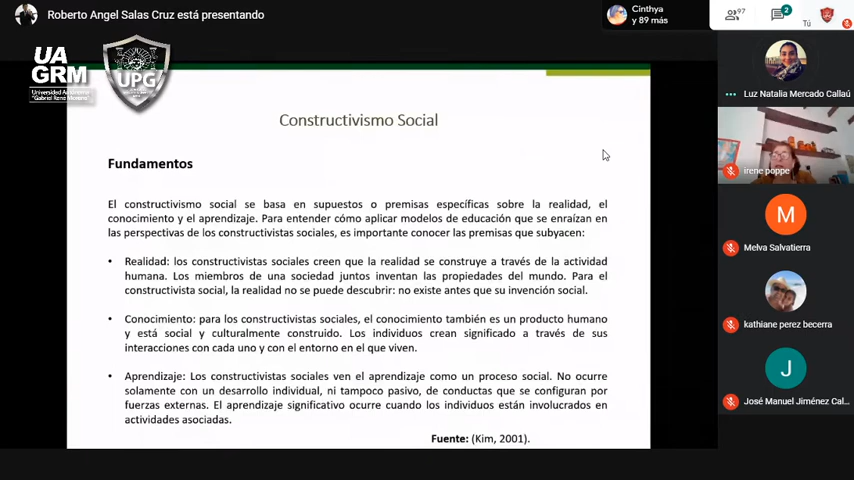 Roberto Angel Salas Cruz está presentando
Cinthya
y 89 más
97
2
Tú
UA
GRM
Universidad Autónoma
"Gabriel René Moreno"
UPG
Luz Natalia Mercado Callaú
irene poppe
Melva Salvatierra
M
kathiane perez becerra
J
José Manuel Jiménez Cal...
Constructivismo Social
Fundamentos
El constructivismo social se basa en supuestos o premisas específicas sobre la realidad, el
conocimiento y el aprendizaje. Para entender cómo aplicar modelos de educación que se enraízan en
las perspectivas de los constructivistas sociales, es importante conocer las premisas que subyacen:
• Realidad: los constructivistas sociales creen que la realidad se construye a través de la actividad
humana. Los miembros de una sociedad juntos inventan las propiedades del mundo. Para el
constructivista social, la realidad no se puede descubrir: no existe antes que su invención social.
• Conocimiento: para los constructivistas sociales, el conocimiento también es un producto humano
y está social y culturalmente construido. Los individuos crean significado a través de sus
interacciones con cada uno y con el entorno en el que viven.
• Aprendizaje: Los constructivistas sociales ven el aprendizaje como un proceso social. No ocurre
solamente con un desarrollo individual, ni tampoco pasivo, de conductas que se configuran por
fuerzas externas. El aprendizaje significativo ocurre cuando los individuos están involucrados en
actividades asociadas.
Fuente: (Kim, 2001).